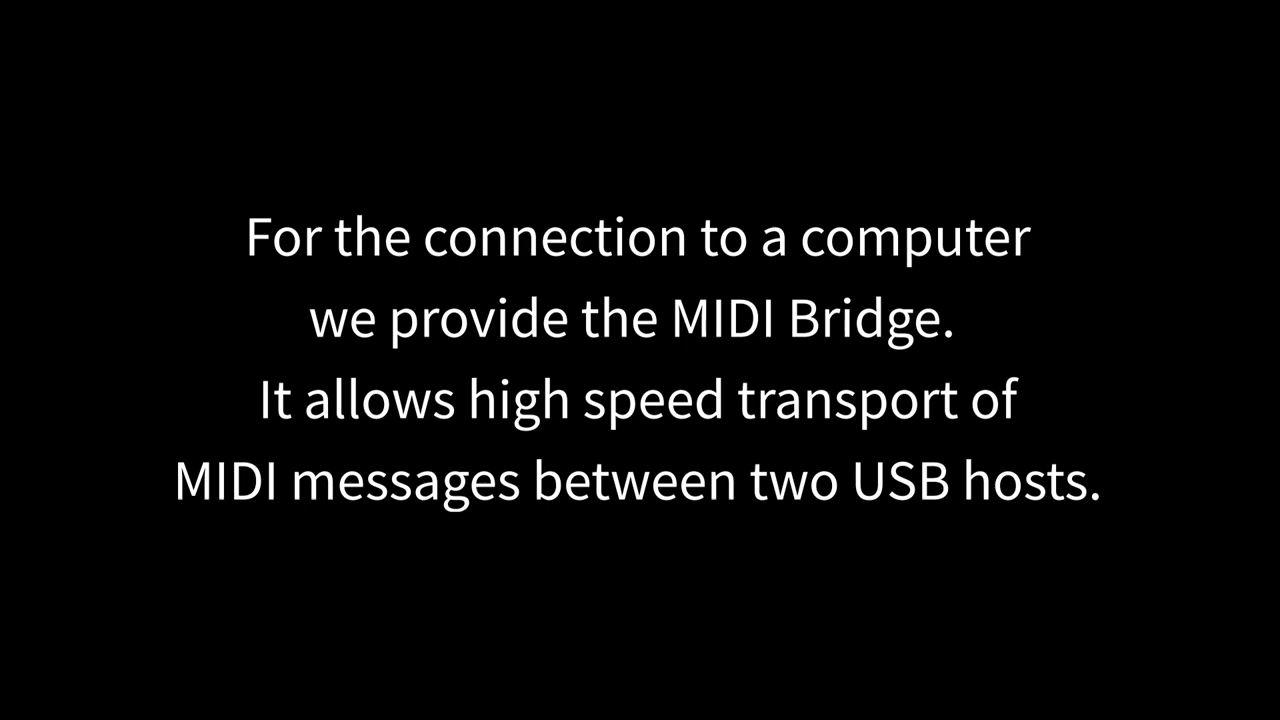 For the connection to a computer
we provide the MIDI Bridge.
It allows high speed transport of
MIDI messages between two USB hosts.